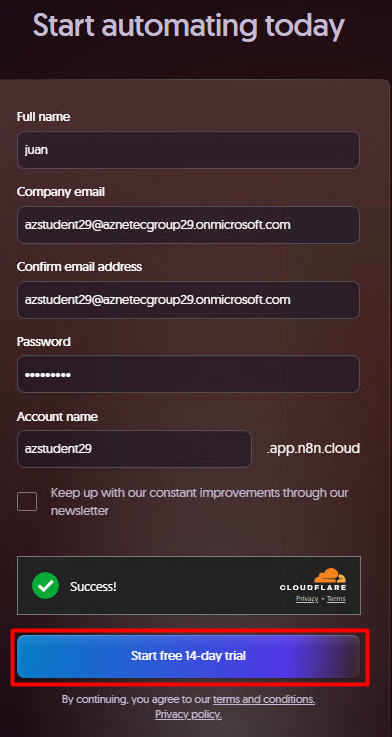 Start automating today
Full name
juan
Company email
azstudent29@aznetecgroup29.onmicrosoft.com
Confirm email address
azstudent29@aznetecgroup29.onmicrosoft.com
Password
•••••••••
Account name
azstudent29 .app.n8n.cloud
Keep up with our constant improvements through our
newsletter
Success!
CLOUDFLARE
Privacy • Terms
Start free 14-day trial
By continuing, you agree to our terms and conditions.
Privacy policy.